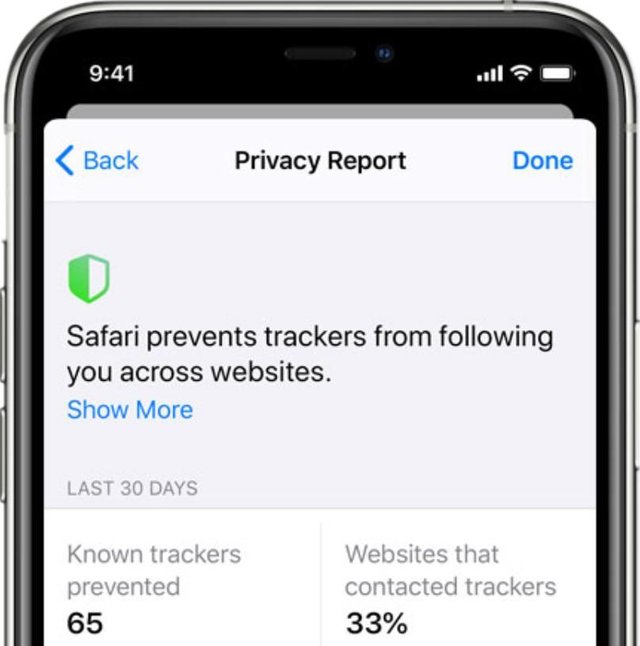 9:41
Back Privacy Report Done
Safari prevents trackers from following
you across websites.
Show More
LAST 30 DAYS
Known trackers
prevented
65
Websites that
contacted trackers
33%